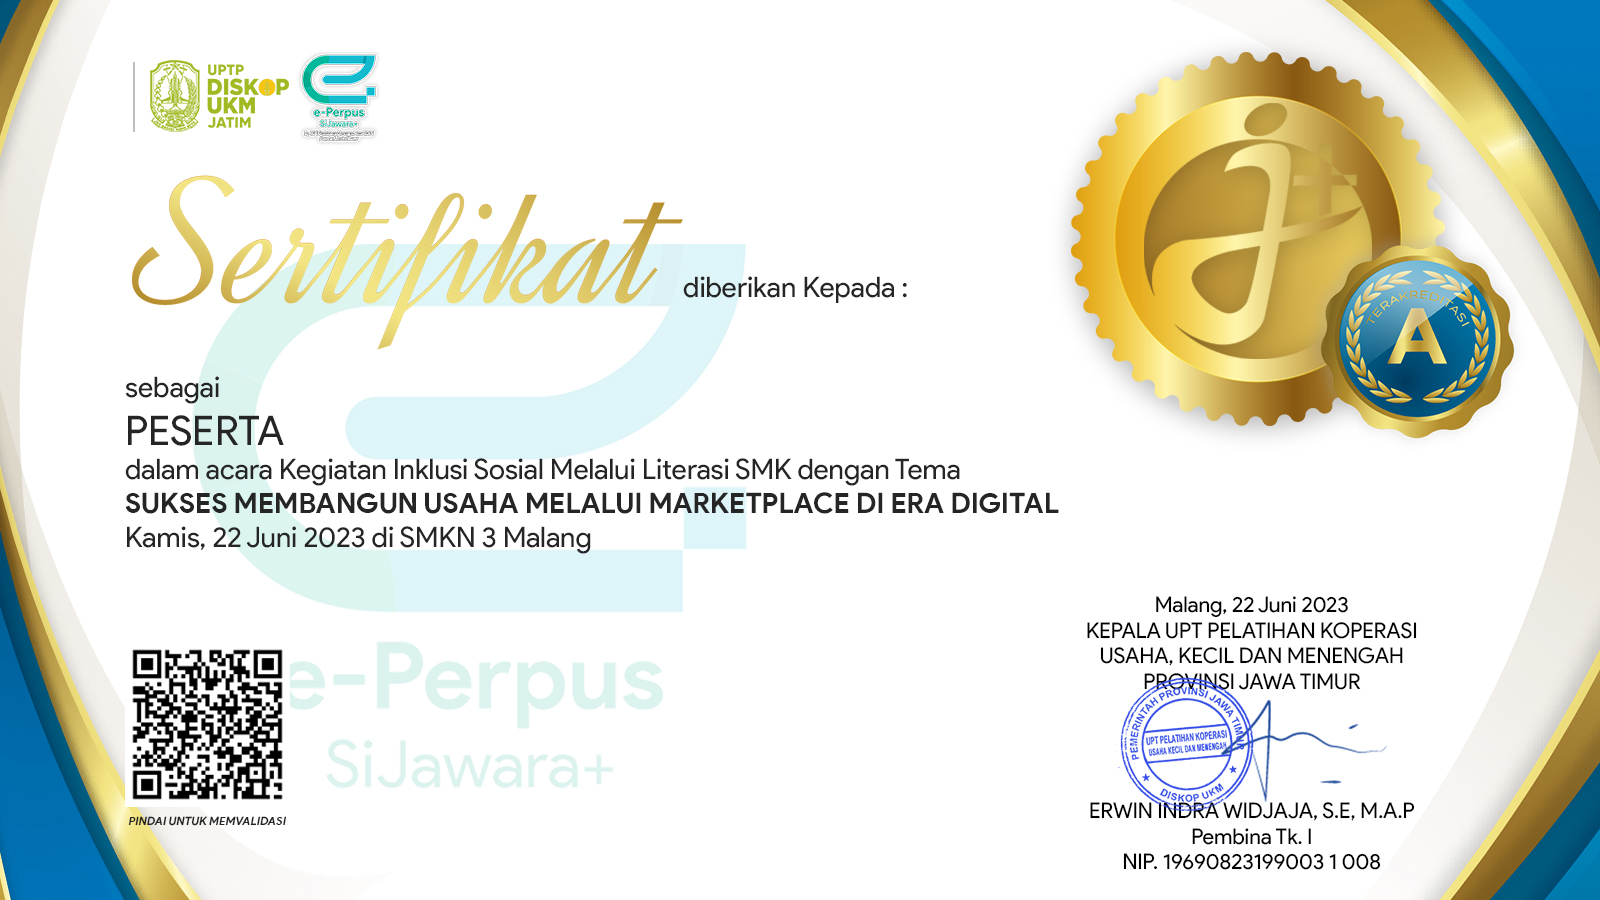 UPTP
DISKOP
UKM
JATIM
e-Perpus
SiJawara+
Sertifikat diberikan Kepada :
TERAKREDITASI
A
sebagai
PESERTA
dalam acara Kegiatan Inklusi Sosial Melalui Literasi SMK dengan Tema
SUKSES MEMBANGUN USAHA MELALUI MARKETPLACE DI ERA DIGITAL
Kamis, 22 Juni 2023 di SMKN 3 Malang
e-Perpus
SiJawara+
PINDAI UNTUK MEMVALIDASI
Malang, 22 Juni 2023
KEPALA UPT PELATIHAN KOPERASI
USAHA, KECIL DAN MENENGAH
PROVINSI JAWA TIMUR
PEMERINTAH PROVINSI JAWA TIMUR
UPT PELATIHAN KOPERASI
USAHA KECIL DAN MENENGAH
DISKOP UKM
ERWIN INDRA WIDJAJA, S.E, M.A.P
Pembina Tk. I
NIP. 19690823199003 1 008